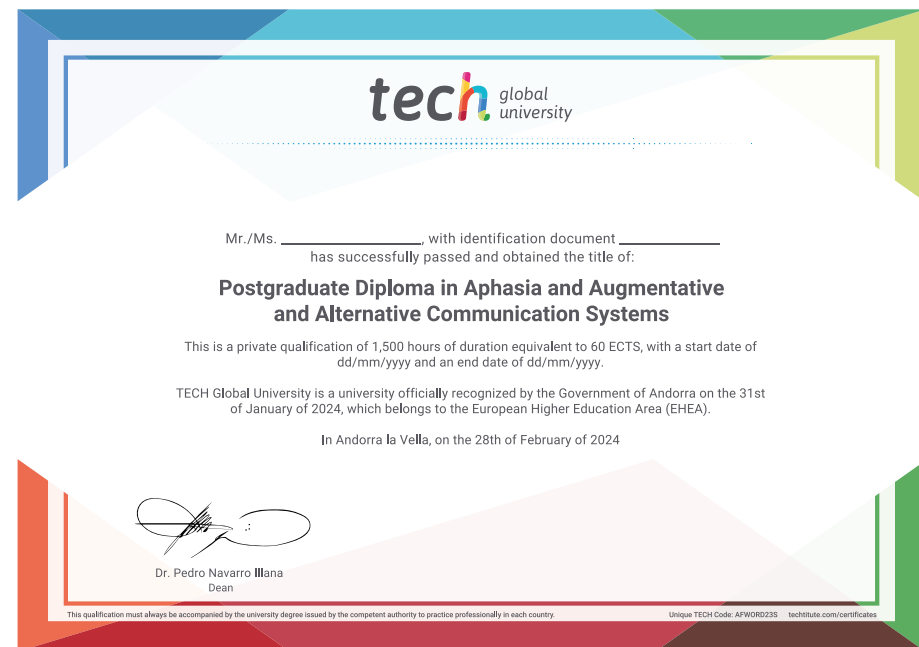 tech global university
Mr./Ms. ____________________, with identification document ______________
has successfully passed and obtained the title of:
Postgraduate Diploma in Aphasia and Augmentative
and Alternative Communication Systems
This is a private qualification of 1,500 hours of duration equivalent to 60 ECTS, with a start date of
dd/mm/yyyy and an end date of dd/mm/yyyy.
TECH Global University is a university officially recognized by the Government of Andorra on the 31st
of January of 2024, which belongs to the European Higher Education Area (EHEA).
In Andorra la Vella, on the 28th of February of 2024
Dr. Pedro Navarro Illana
Dean
This qualification must always be accompanied by the university degree issued by the competent authority to practice professionally in each country. Unique TECH Code: AFWORD23S techtitute.com/certificates